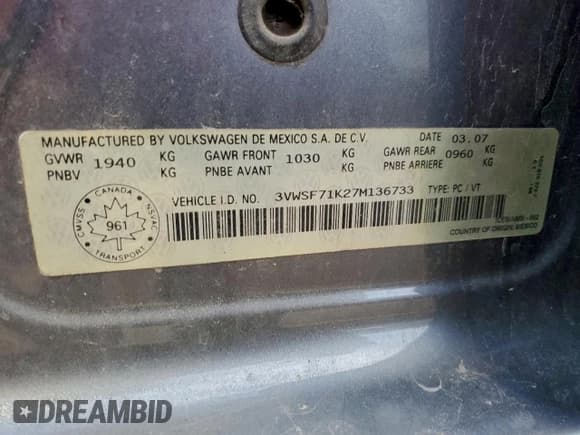 MANUFACTURED BY VOLKSWAGEN DE MEXICO S.A. DE C.V. DATE 03.07
GVWR 1940 KG GAWR FRONT 1030 KG GAWR REAR 0960 KG
PNBV KG PNBE AVANT KG PNBE ARRIERE KG
VEHICLE I.D. NO. 3VWSF71K27M136733 TYPE: PC / VT
CANADA
CMVSS
NSVAC
961
TRANSPORT
COUNTRY OF ORIGIN: MEXICO
DREAMBID